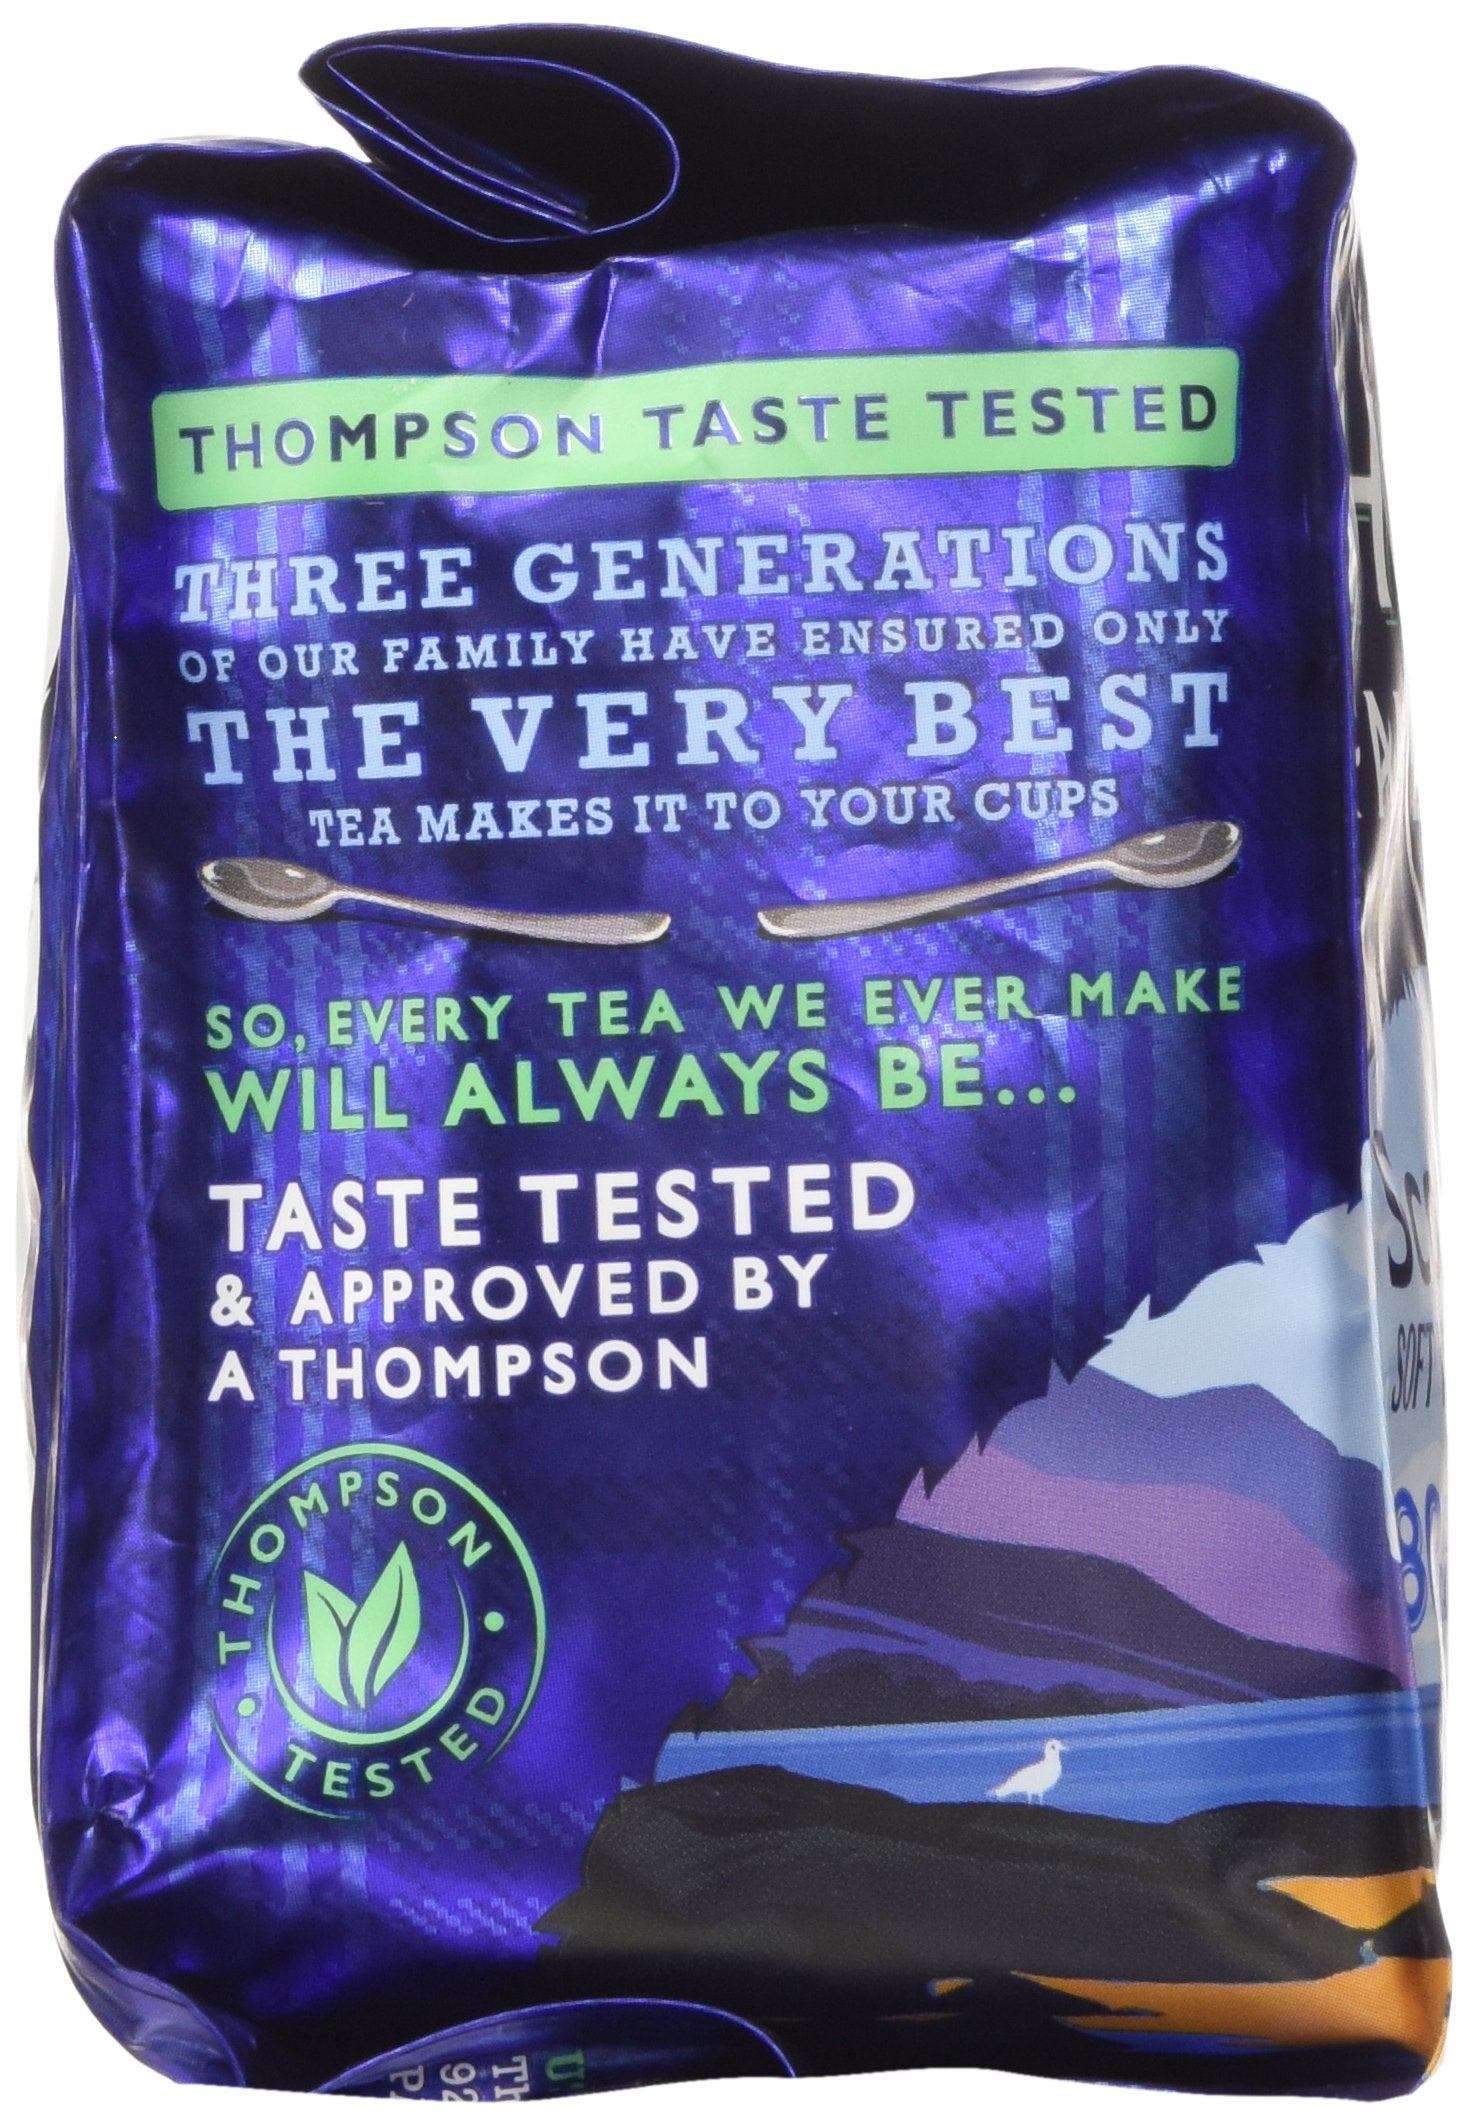 THOMPSON TASTE TESTED
THREE GENERATIONS
OF OUR FAMILY HAVE ENSURED ONLY
THE VERY BEST
TEA MAKES IT TO YOUR CUPS
SO, EVERY TEA WE EVER MAKE
WILL ALWAYS BE...
TASTE TESTED
& APPROVED BY
A THOMPSON
THOMPSON
• TESTED •
SOFT